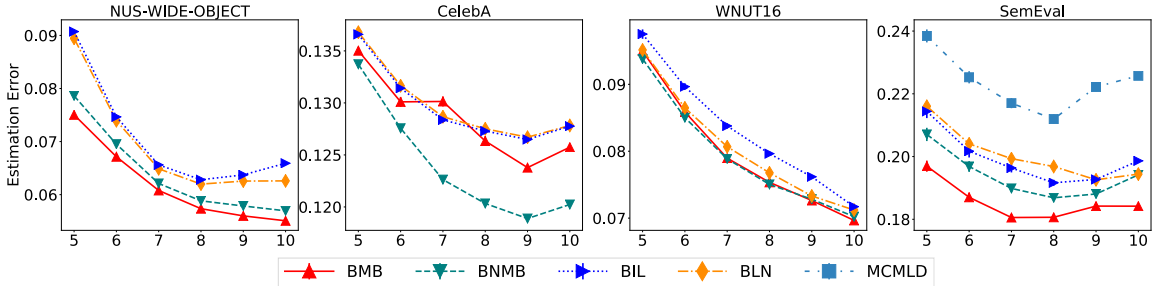 NUS-WIDE-OBJECT
CelebA
WNUT16
SemEval
Estimation Error
0.09
0.08
0.07
0.06
5 6 7 8 9 10
0.135
0.130
0.125
0.120
5 6 7 8 9 10
0.09
0.08
0.07
5 6 7 8 9 10
0.24
0.22
0.20
0.18
5 6 7 8 9 10
BMB BNMB BIL BLN MCMLD